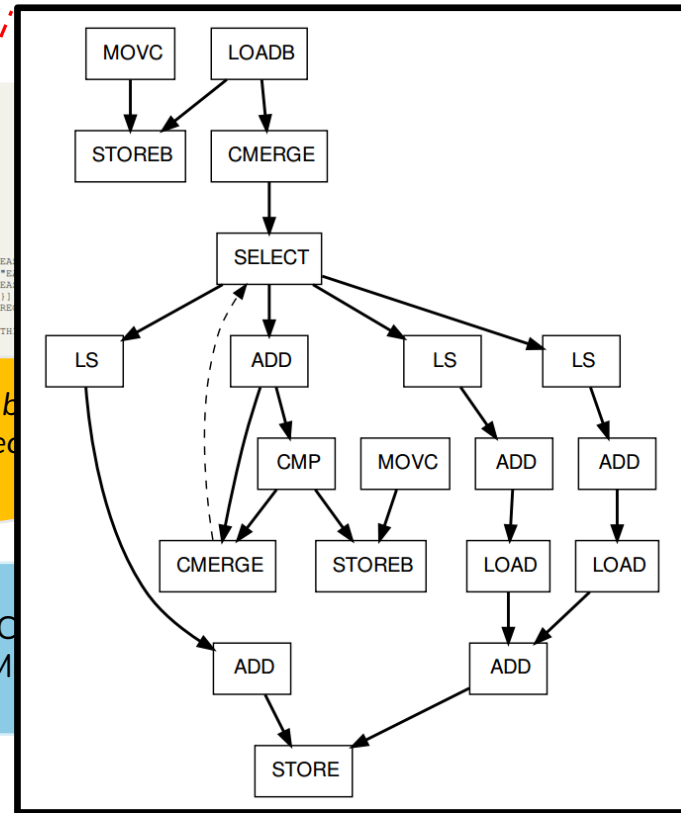 MOVC LOADB
STOREB CMERGE
SELECT
LS ADD LS LS
CMP MOVC ADD ADD
CMERGE STOREB LOAD LOAD
ADD ADD
STORE